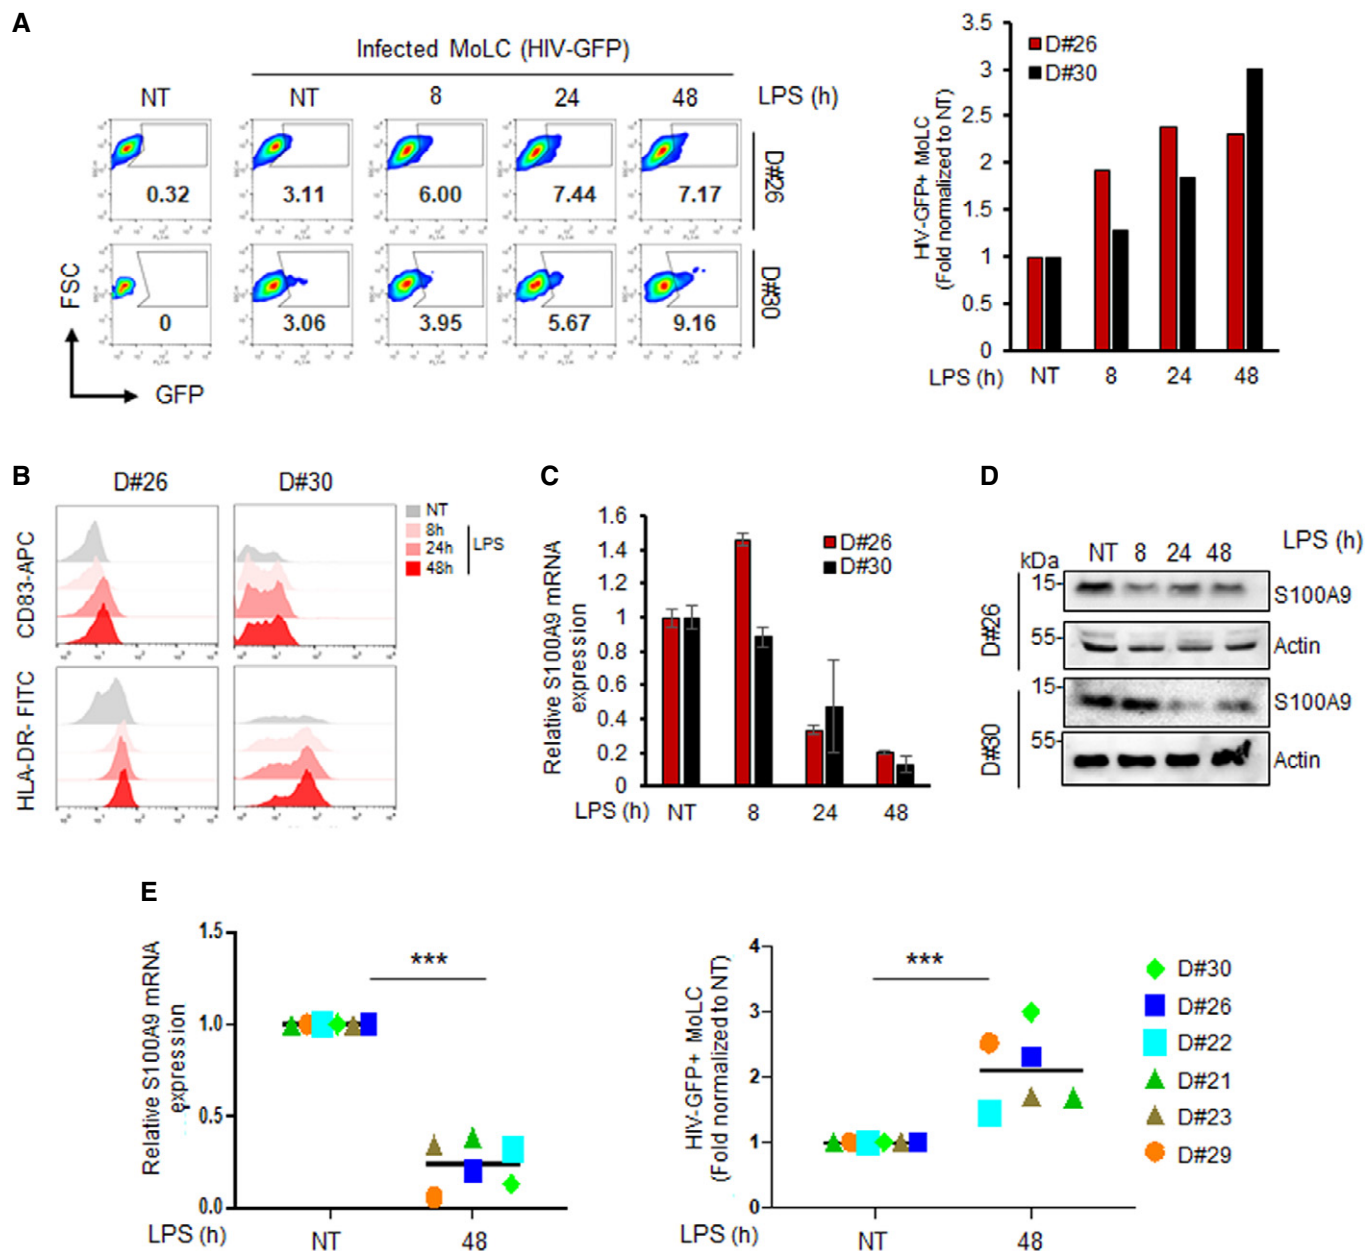 A
Infected MoLC (HIV-GFP)
NT NT 8 24 48 LPS (h)
0.32 3.11 6.00 7.44 7.17
D#26
0 3.06 3.95 5.67 9.16
D#30
FSC
GFP
HIV-GFP+ MoLC
(Fold normalized to NT)
3.5
3
2.5
2
1.5
1
0.5
0
D#26
D#30
LPS (h) NT 8 24 48
B
D#26 D#30
CD83-APC
HLA-DR- FITC
NT
8h
24h
48h
LPS
C
Relative S100A9 mRNA
expression
1.6
1.4
1.2
1
0.8
0.6
0.4
0.2
0
D#26
D#30
LPS (h) NT 8 24 48
D
kDa NT 8 24 48 LPS (h)
D#26
15 S100A9
55 Actin
D#30
15 S100A9
55 Actin
E
Relative S100A9 mRNA
expression
1.5
1.0
0.5
0.0
***
LPS (h) NT 48
HIV-GFP+ MoLC
(Fold normalized to NT)
4
3
2
1
0
***
LPS (h) NT 48
D#30
D#26
D#22
D#21
D#23
D#29